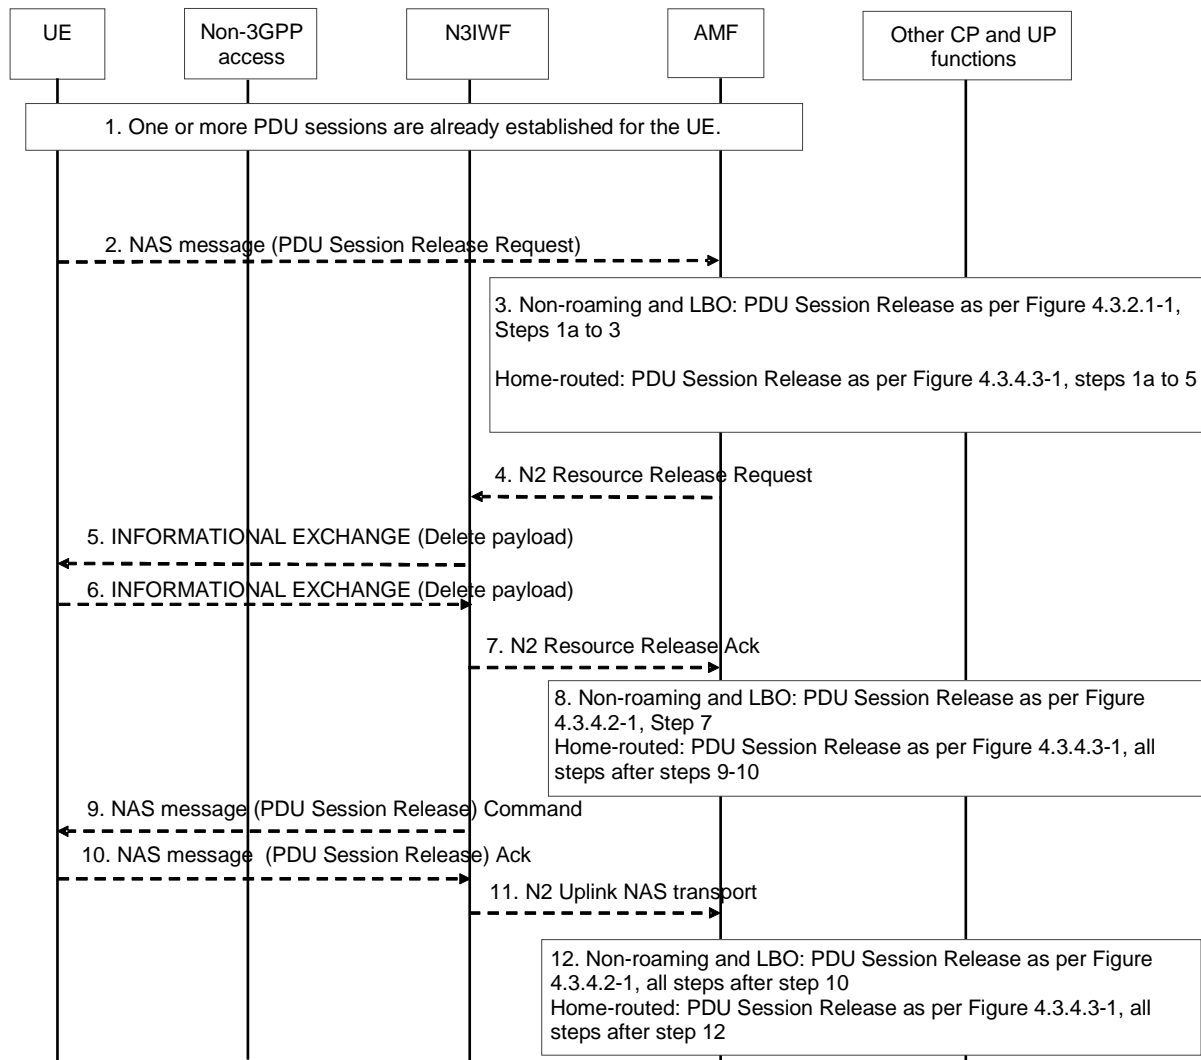 UE
Non-3GPP
access
N3IWF
AMF
Other CP and UP
functions
1. One or more PDU sessions are already established for the UE.
2. NAS message (PDU Session Release Request)
3. Non-roaming and LBO: PDU Session Release as per Figure 4.3.2.1-1,
Steps 1a to 3
Home-routed: PDU Session Release as per Figure 4.3.4.3-1, steps 1a to 5
4. N2 Resource Release Request
5. INFORMATIONAL EXCHANGE (Delete payload)
6. INFORMATIONAL EXCHANGE (Delete payload)
7. N2 Resource Release Ack
8. Non-roaming and LBO: PDU Session Release as per Figure
4.3.4.2-1, Step 7
Home-routed: PDU Session Release as per Figure 4.3.4.3-1, all
steps after steps 9-10
9. NAS message (PDU Session Release) Command
10. NAS message (PDU Session Release) Ack
11. N2 Uplink NAS transport
12. Non-roaming and LBO: PDU Session Release as per Figure
4.3.4.2-1, all steps after step 10
Home-routed: PDU Session Release as per Figure 4.3.4.3-1, all
steps after step 12